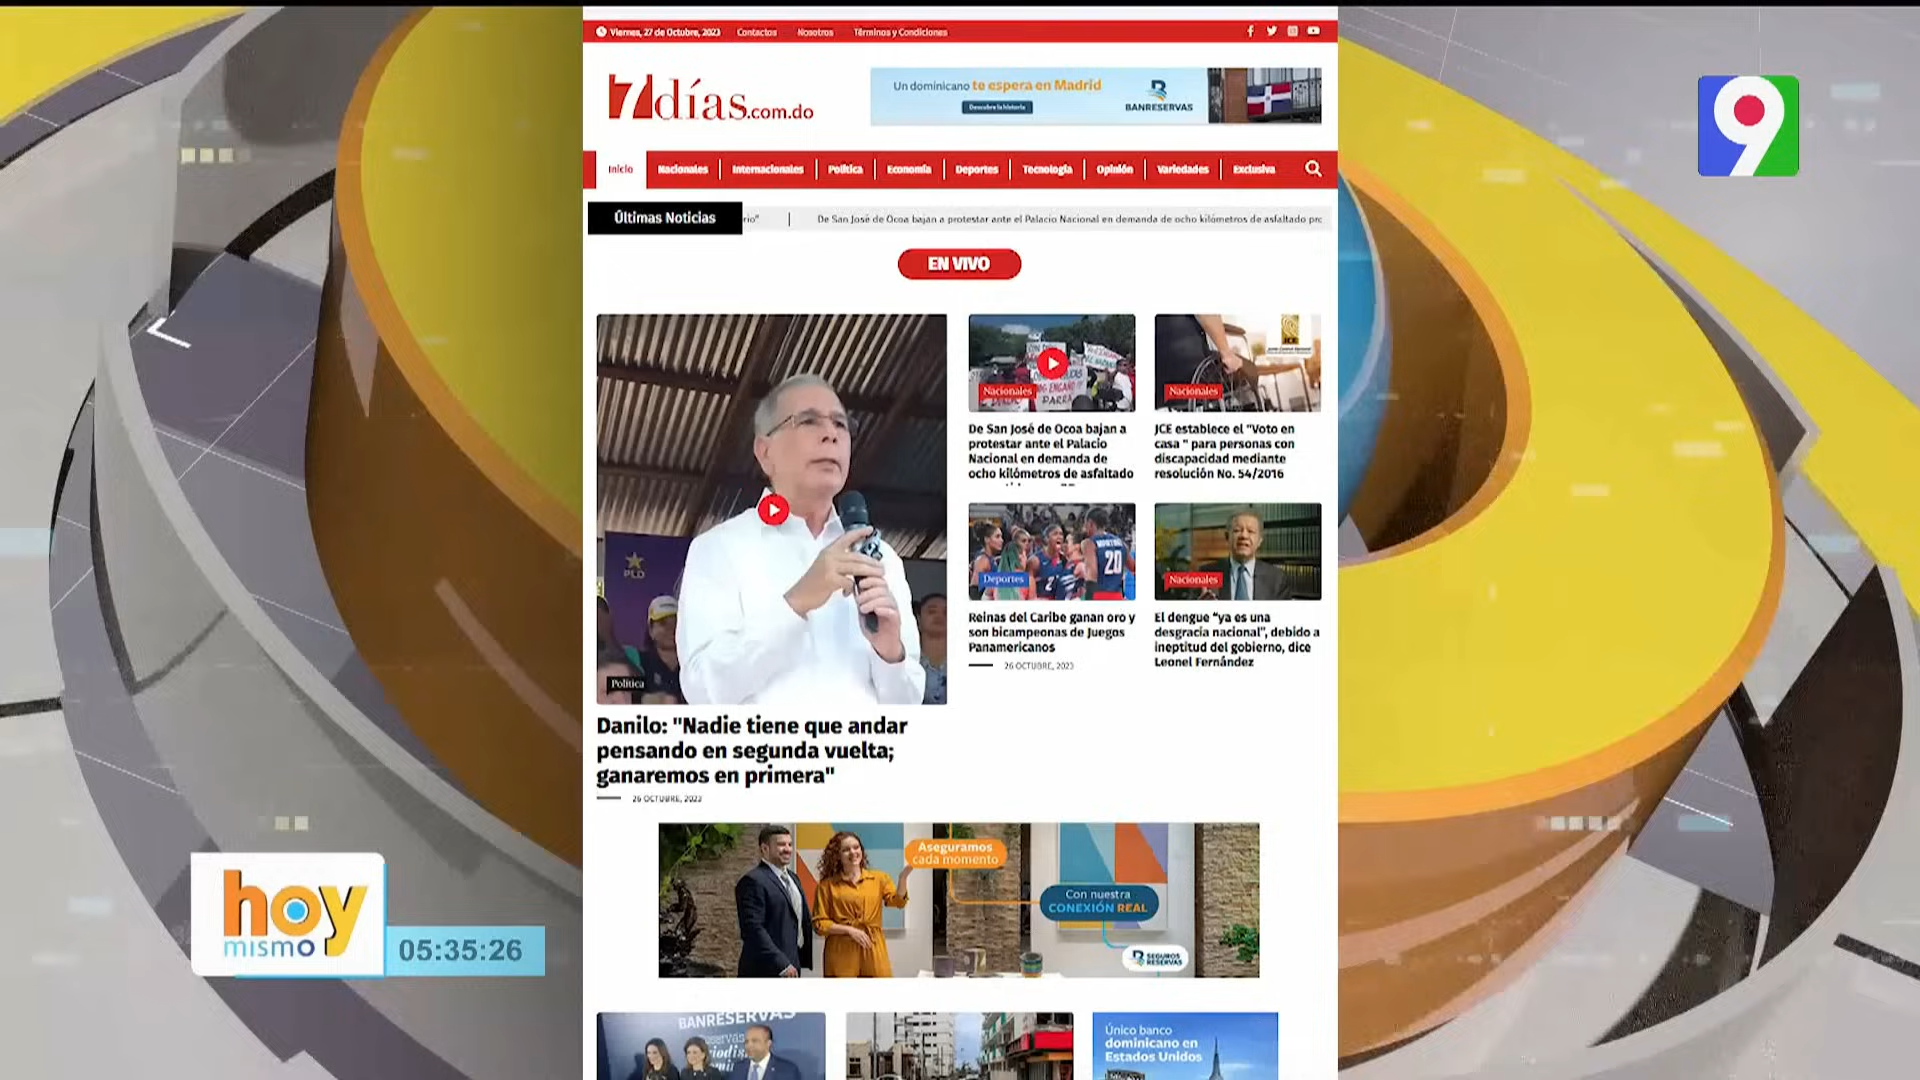 Viernes, 27 de Octubre, 2023 Contactos Nosotros Términos y Condiciones
7días.com.do
Un dominicano te espera en Madrid
Descubre la historia
BANRESERVAS
9
Inicio Nacionales Internacionales Política Economía Deportes Tecnología Opinión Variedades Exclusiva
Últimas Noticias
rio" | De San José de Ocoa bajan a protestar ante el Palacio Nacional en demanda de ocho kilómetros de asfaltado pr
EN VIVO
PLD
Política
Danilo: "Nadie tiene que andar
pensando en segunda vuelta;
ganaremos en primera"
26 OCTUBRE, 2023
Nacionales
De San José de Ocoa bajan a
protestar ante el Palacio
Nacional en demanda de
ocho kilómetros de asfaltado
JCE
Nacionales
JCE establece el "Voto en
casa " para personas con
discapacidad mediante
resolución No. 54/2016
20
Deportes
Reinas del Caribe ganan oro y
son bicampeonas de Juegos
Panamericanos
26 OCTUBRE, 2023
Nacionales
El dengue “ya es una
desgracia nacional”, debido a
ineptitud del gobierno, dice
Leonel Fernández
Aseguramos
cada momento
Con nuestra
CONEXIÓN REAL
SEGUROS
RESERVAS
hoy
mismo
05:35:26
BANRESERVAS
Único banco
dominicano en
Estados Unidos